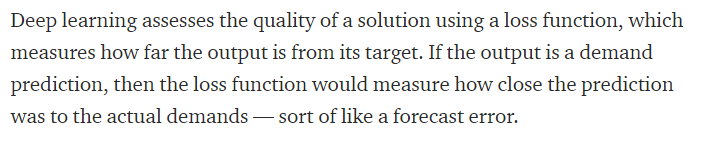 Deep learning assesses the quality of a solution using a loss function, which
measures how far the output is from its target. If the output is a demand
prediction, then the loss function would measure how close the prediction
was to the actual demands — sort of like a forecast error.